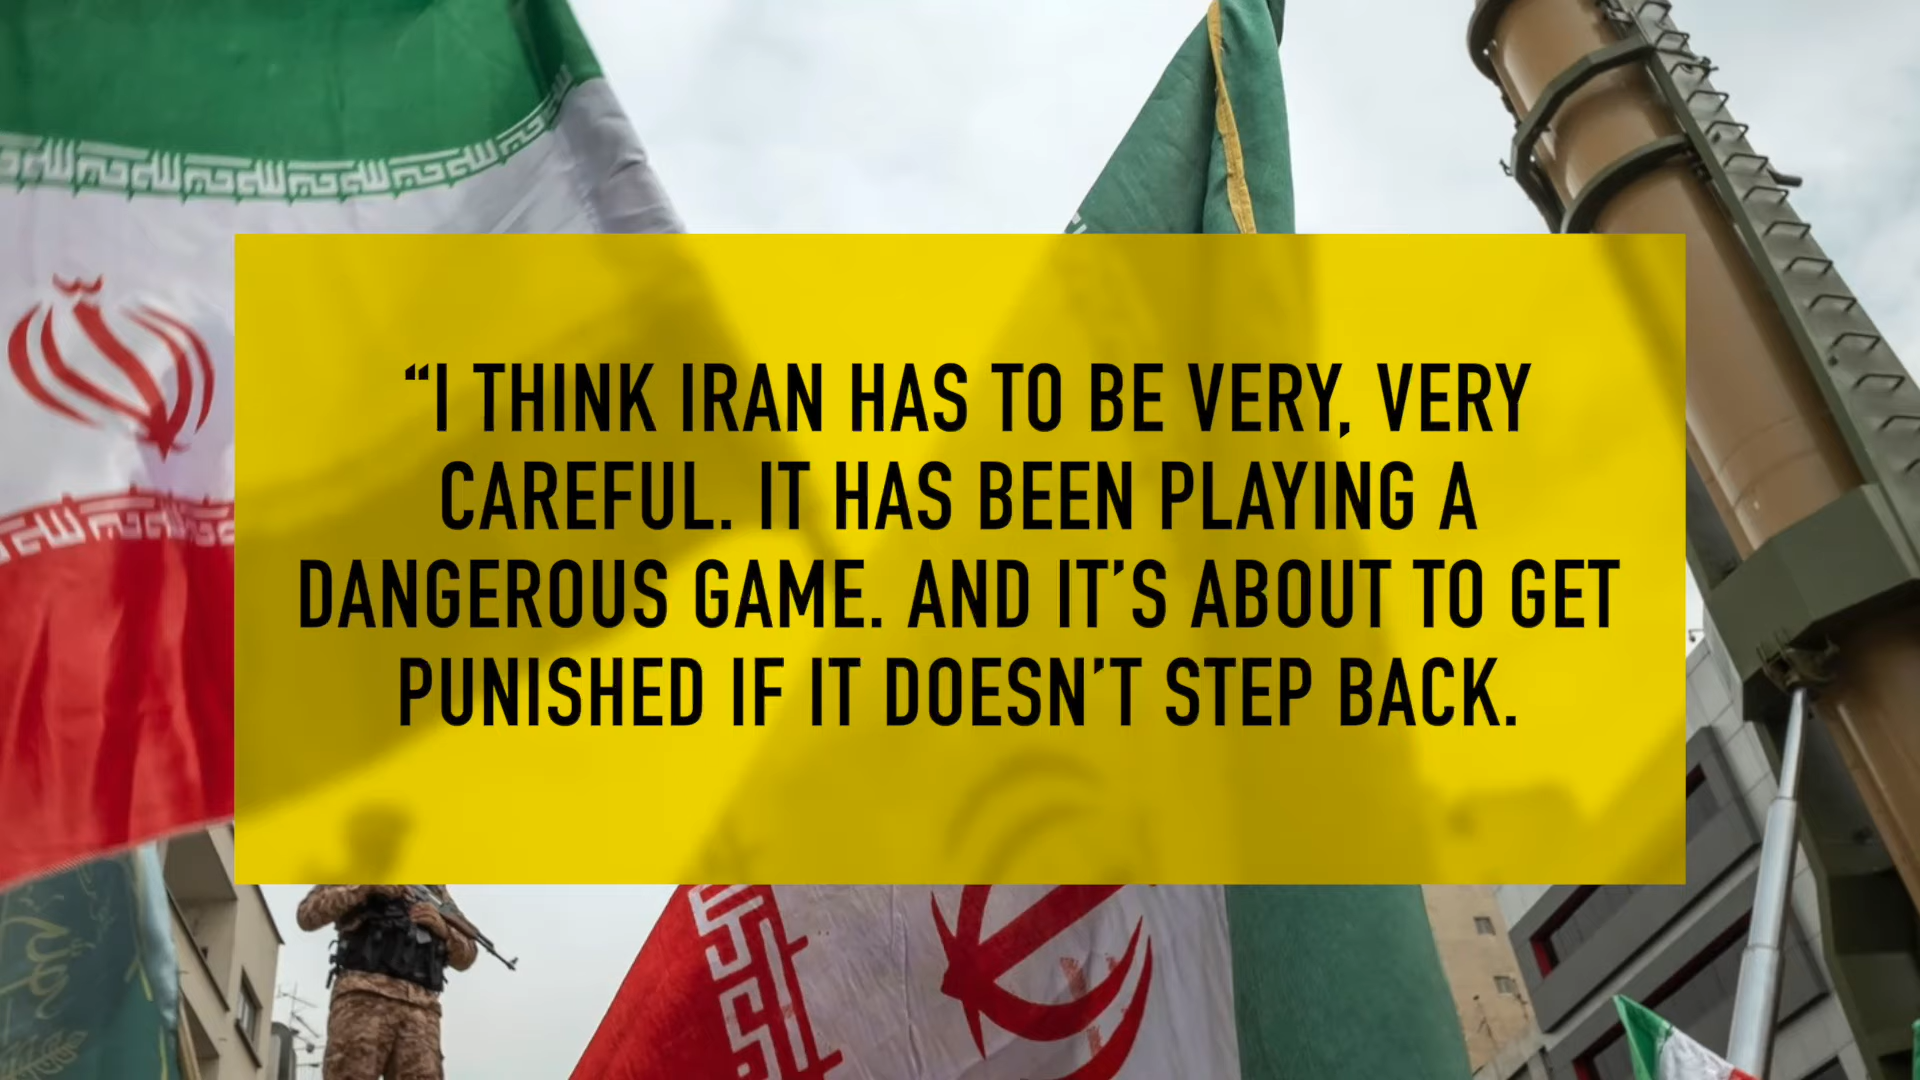 “I THINK IRAN HAS TO BE VERY, VERY
CAREFUL. IT HAS BEEN PLAYING A
DANGEROUS GAME. AND IT’S ABOUT TO GET
PUNISHED IF IT DOESN’T STEP BACK.